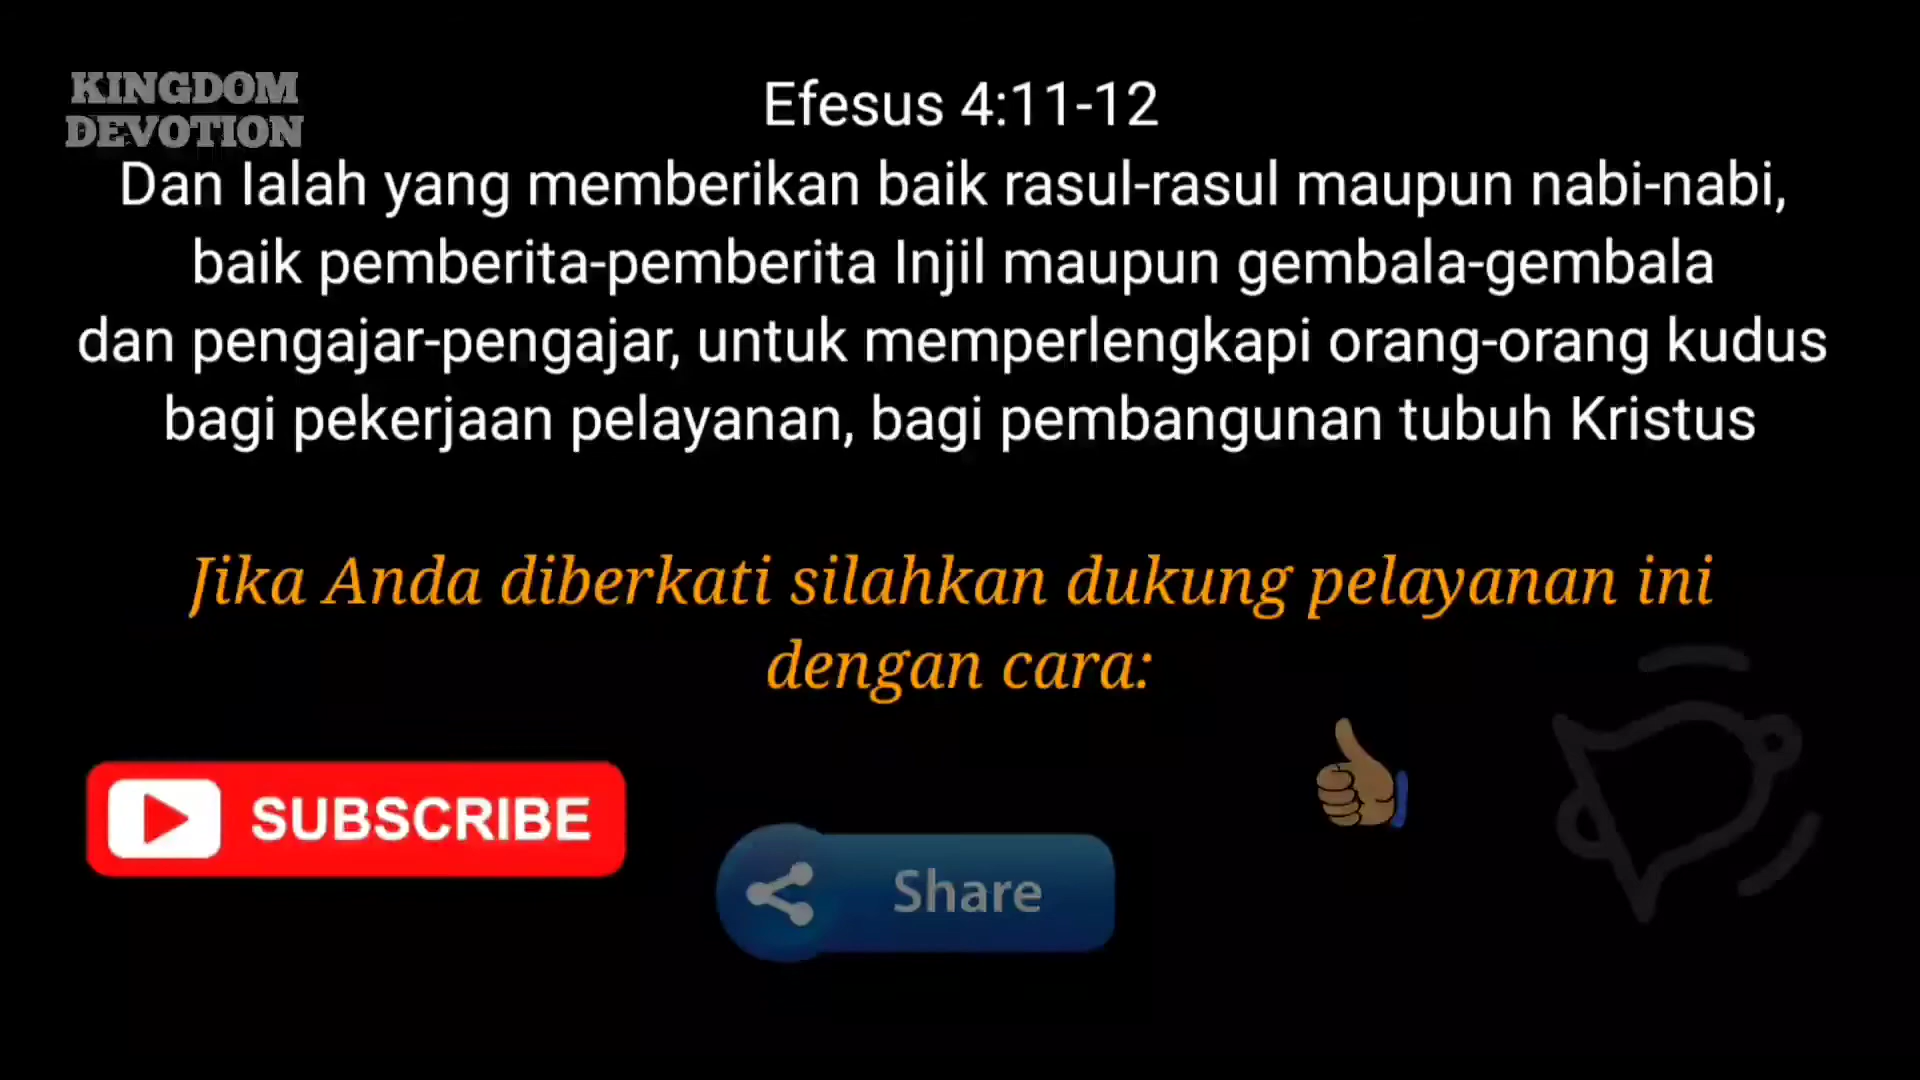 KINGDOM
DEVOTION
Efesus 4:11-12
Dan Ialah yang memberikan baik rasul-rasul maupun nabi-nabi,
baik pemberita-pemberita Injil maupun gembala-gembala
dan pengajar-pengajar, untuk memperlengkapi orang-orang kudus
bagi pekerjaan pelayanan, bagi pembangunan tubuh Kristus
Jika Anda diberkati silahkan dukung pelayanan ini
dengan cara:
SUBSCRIBE
Share